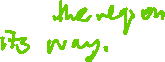 the rep on
its way.